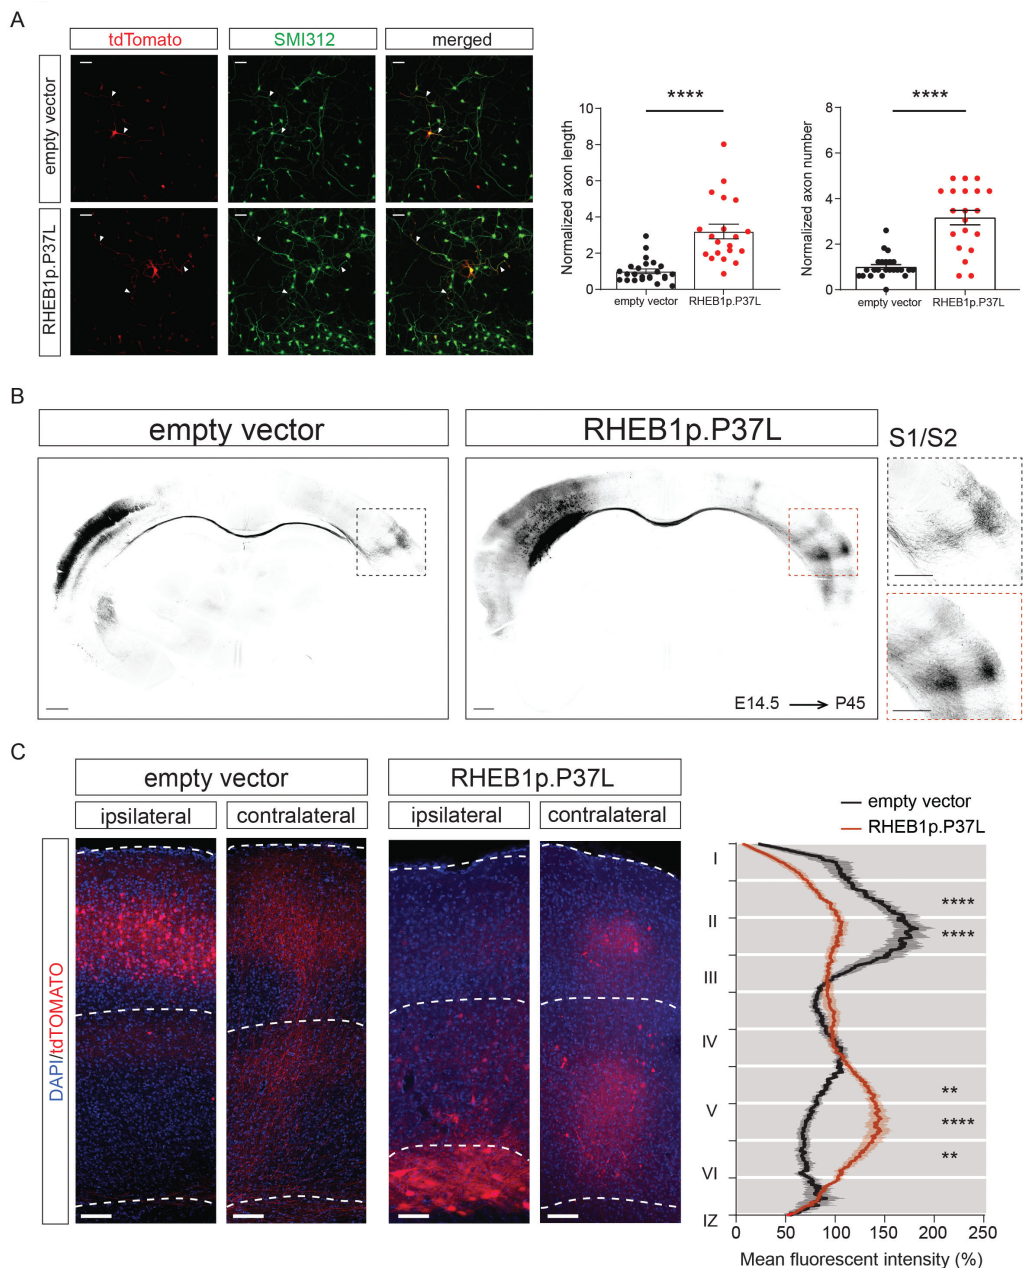 A
tdTomato
SMI312
merged
empty vector
RHEB1p.P37L
Normalized axon length
10
8
6
4
2
0
****
empty vector
RHEB1p.P37L
Normalized axon number
8
6
4
2
0
****
empty vector
RHEB1p.P37L
B
empty vector
RHEB1p.P37L
S1/S2
E14.5 → P45
C
empty vector
RHEB1p.P37L
ipsilateral
contralateral
ipsilateral
contralateral
DAPI/tdTOMATO
empty vector
RHEB1p.P37L
I
II
III
IV
V
VI
IZ
****
****
**
****
**
0
50
100
150
200
250
Mean fluorescent intensity (%)